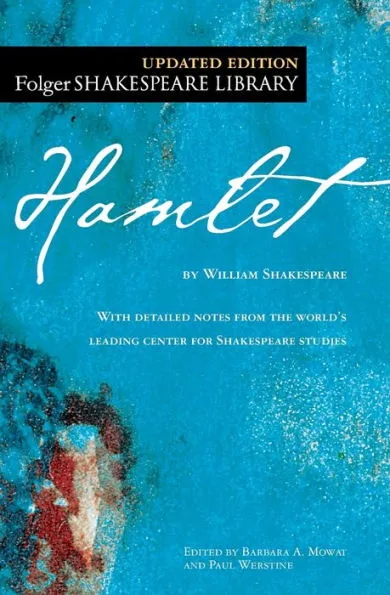 UPDATED EDITION
Folger SHAKESPEARE LIBRARY
Hamlet
BY WILLIAM SHAKESPEARE
WITH DETAILED NOTES FROM THE WORLD'S
LEADING CENTER FOR SHAKESPEARE STUDIES
EDITED BY BARBARA A. MOWAT
AND PAUL WERSTINE